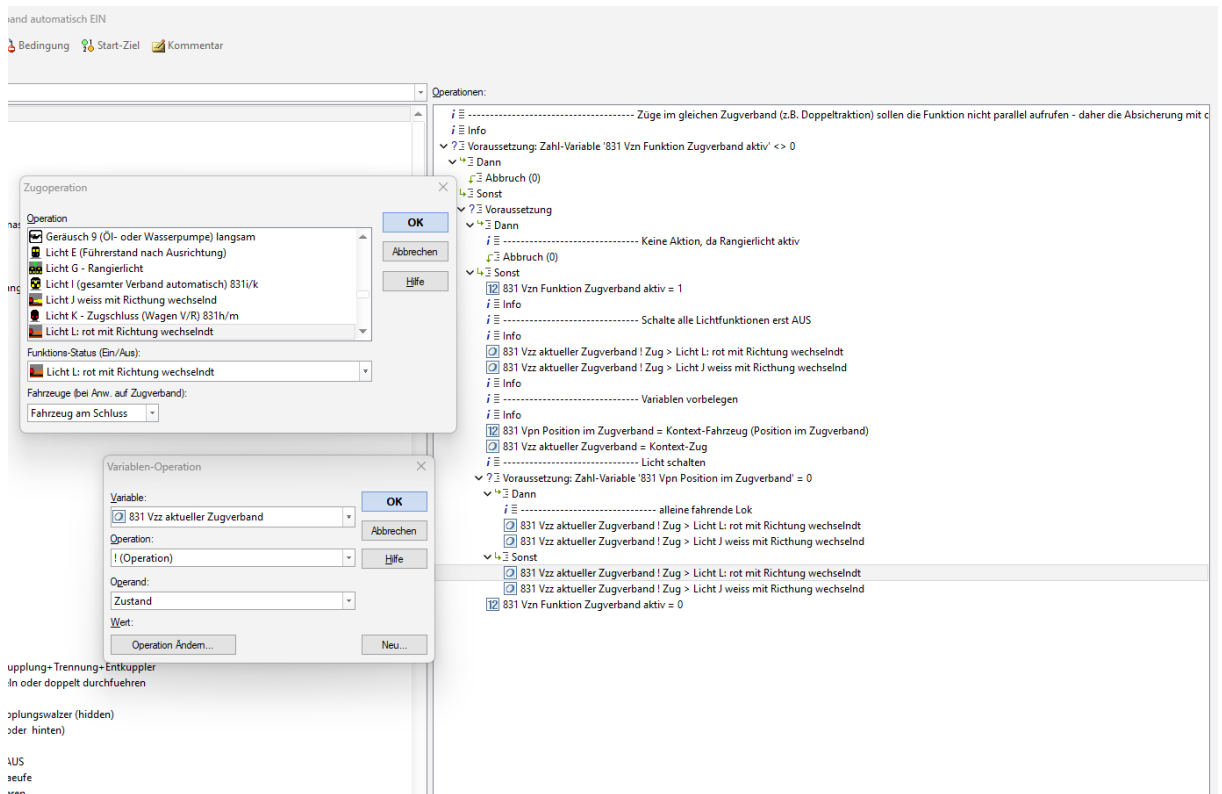 and automatisch EIN
Bedingung Start-Ziel Kommentar
Operationen:
------------------------------------ Züge im gleichen Zugverband (z.B. Doppeltraktion) sollen die Funktion nicht parallel aufrufen - daher die Absicherung mit
Info
Voraussetzung: Zahl-Variable '831 Vzn Funktion Zugverband aktiv' <> 0
Dann
Abbruch (0)
Sonst
Voraussetzung
Dann
----------------------------- Keine Aktion, da Rangierlicht aktiv
Abbruch (0)
Sonst
831 Vzn Funktion Zugverband aktiv = 1
Info
----------------------------- Schalte alle Lichtfunktionen erst AUS
Info
831 Vzz aktueller Zugverband ! Zug > Licht L: rot mit Richtung wechselndt
831 Vzz aktueller Zugverband ! Zug > Licht J weiss mit Ricthung wechselnd
Info
----------------------------- Variablen vorbelegen
Info
831 Vpn Position im Zugverband = Kontext-Fahrzeug (Position im Zugverband)
831 Vzz aktueller Zugverband = Kontext-Zug
----------------------------- Licht schalten
Voraussetzung: Zahl-Variable '831 Vpn Position im Zugverband' = 0
Dann
----------------------------- alleine fahrende Lok
831 Vzz aktueller Zugverband ! Zug > Licht L: rot mit Richtung wechselndt
831 Vzz aktueller Zugverband ! Zug > Licht J weiss mit Ricthung wechselnd
Sonst
831 Vzz aktueller Zugverband ! Zug > Licht L: rot mit Richtung wechselndt
831 Vzz aktueller Zugverband ! Zug > Licht J weiss mit Ricthung wechselnd
831 Vzn Funktion Zugverband aktiv = 0
Zugoperation
Operation
Geräusch 9 (Öl- oder Wasserpumpe) langsam
Licht E (Führerstand nach Ausrichtung)
Licht G - Rangierlicht
Licht I (gesamter Verband automatisch) 831i/k
Licht J weiss mit Ricthung wechselnd
Licht K - Zugschluss (Wagen V/R) 831h/m
Licht L: rot mit Richtung wechselndt
OK
Abbrechen
Hilfe
Funktions-Status (Ein/Aus):
Licht L: rot mit Richtung wechselndt
Fahrzeuge (bei Anw. auf Zugverband):
Fahrzeug am Schluss
Variablen-Operation
Variable:
831 Vzz aktueller Zugverband
OK
Abbrechen
Operation:
! (Operation)
Hilfe
Operand:
Zustand
Wert:
Operation Ändern...
Neu...
upplung+Trennung+Entkuppler
ln oder doppelt durchfuehren
pplungswalzer (hidden)
oder hinten)
AUS
aeufe